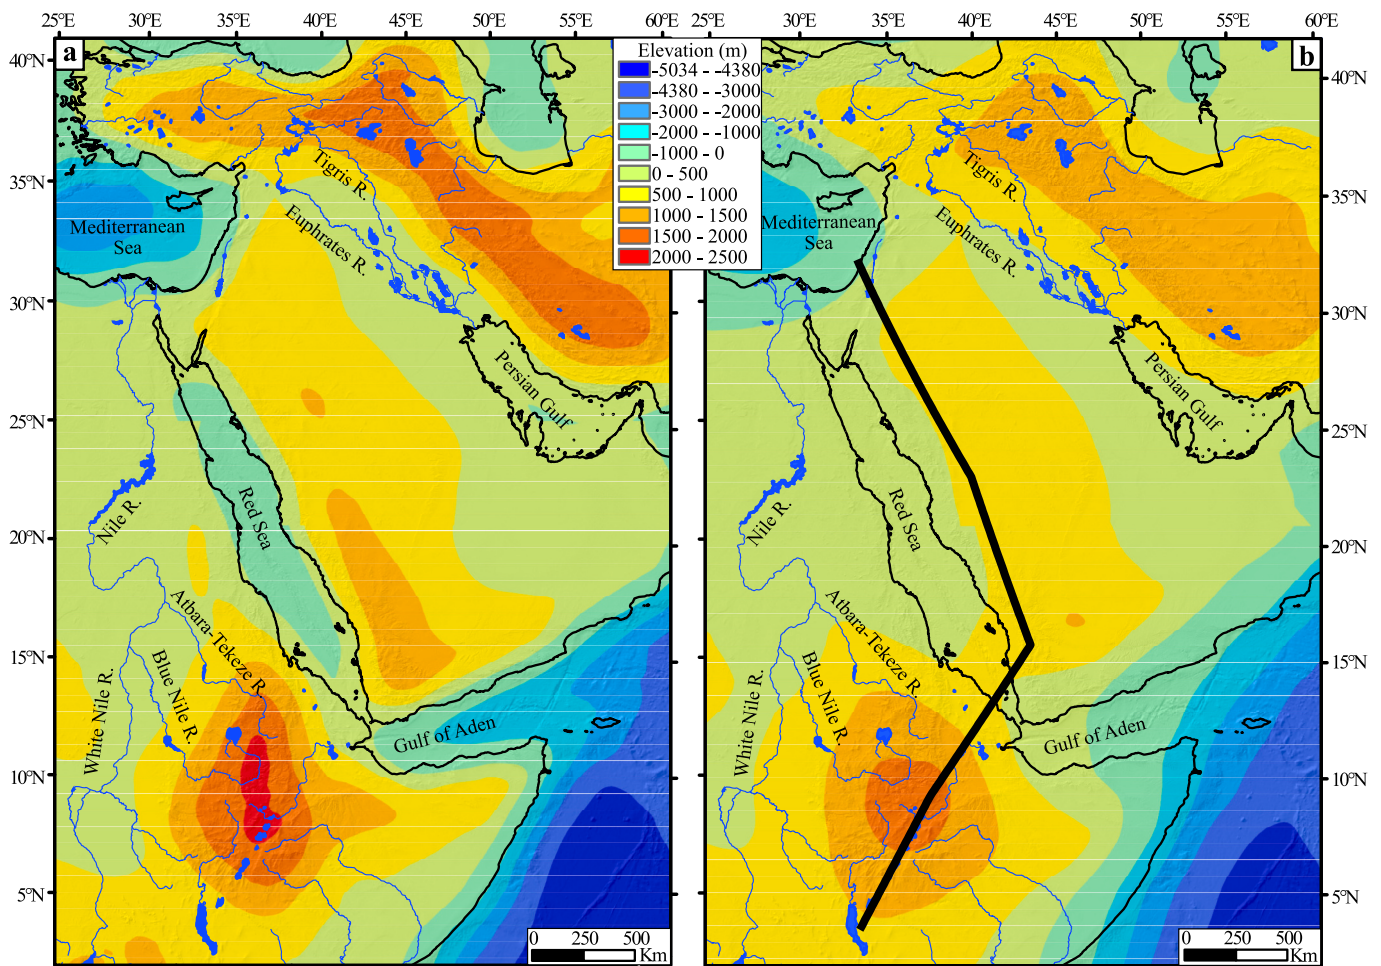 25°E 30°E 35°E 40°E 45°E 50°E 55°E 60°E
30°E 35°E 40°E 45°E 50°E 55°E 60°E
a
b
Elevation (m)
-5034 - -4380
-4380 - -3000
-3000 - -2000
-2000 - -1000
-1000 - 0
0 - 500
500 - 1000
1000 - 1500
1500 - 2000
2000 - 2500
40°N
35°N
30°N
25°N
20°N
15°N
10°N
5°N
Mediterranean
Sea
Tigris R.
Euphrates R.
Persian Gulf
Nile R.
Red Sea
Atbara-Tekeze R.
Blue Nile R.
White Nile R.
Gulf of Aden
0 250 500
Km
Mediterranean
Sea
Tigris R.
Euphrates R.
Persian Gulf
Nile R.
Red Sea
Atbara-Tekeze R.
Blue Nile R.
White Nile R.
Gulf of Aden
0 250 500
Km
40°N
35°N
30°N
25°N
20°N
15°N
10°N
5°N